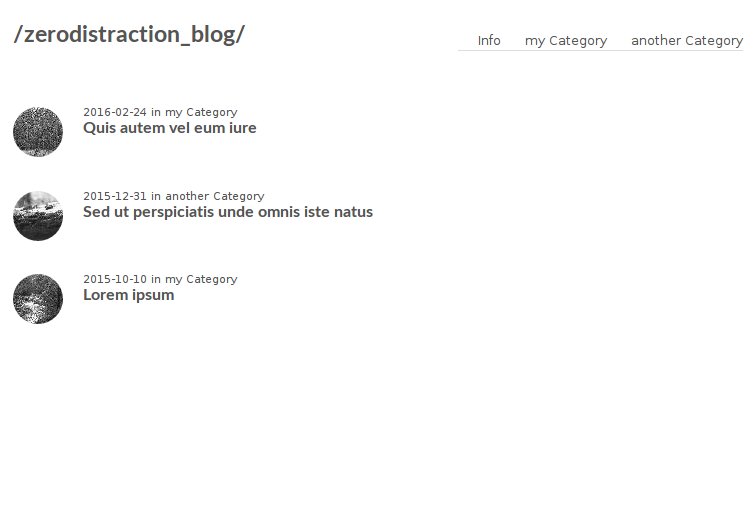 /zerodistraction_blog/
Info my Category another Category
2016-02-24 in my Category
Quis autem vel eum iure
2015-12-31 in another Category
Sed ut perspiciatis unde omnis iste natus
2015-10-10 in my Category
Lorem ipsum